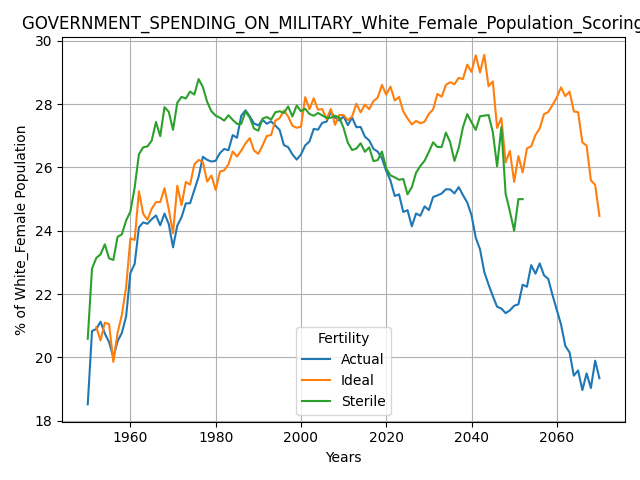 GOVERNMENT_SPENDING_ON_MILITARY_White_Female_Population_Scoring
% of White_Female Population
30
28
26
24
22
20
18
Fertility
Actual
Ideal
Sterile
1960 1980 2000 2020 2040 2060
Years